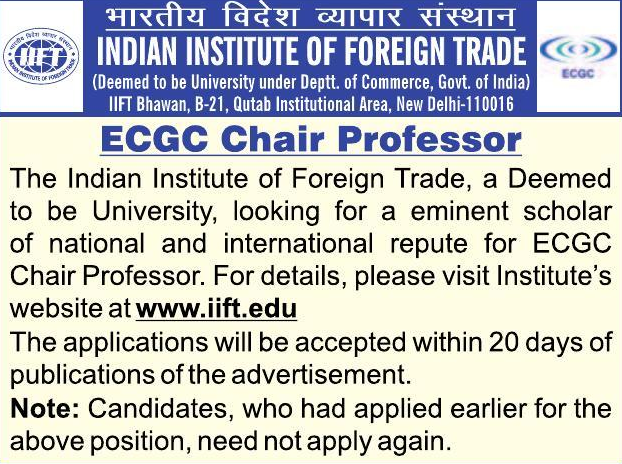 भारतीय विदेश व्यापार संस्थान
INDIAN INSTITUTE OF FOREIGN TRADE
(Deemed to be University under Deptt. of Commerce, Govt. of India)
IIFT Bhawan, B-21, Qutab Institutional Area, New Delhi-110016
IIFT
INDIAN INSTITUTE OF FOREIGN TRADE
ECGC
ECGC Chair Professor
The Indian Institute of Foreign Trade, a Deemed
to be University, looking for a eminent scholar
of national and international repute for ECGC
Chair Professor. For details, please visit Institute's
website at www.iift.edu
The applications will be accepted within 20 days of
publications of the advertisement.
Note: Candidates, who had applied earlier for the
above position, need not apply again.